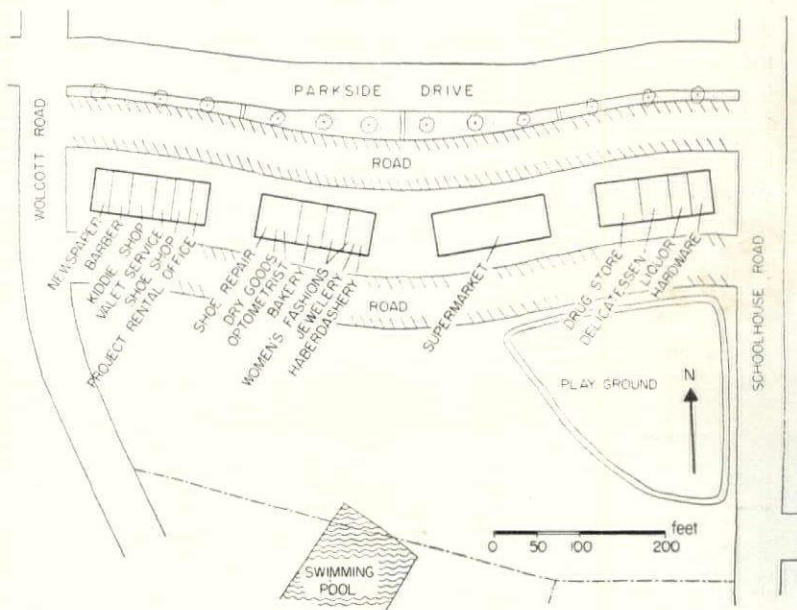 PARKSIDE DRIVE
WOLCOTT ROAD
ROAD
NEWSPAPER
BARBER
KIDDIE SHOP
VALET SERVICE
SHOE SHOP
PROJECT RENTAL OFFICE
SHOE REPAIR
DRY GOODS
OPTOMETRIST
BAKERY
WOMEN'S FASHIONS
JEWELERY
HABERDASHERY
SUPERMARKET
DRUG STORE
DELICATESSEN
LIQUOR
HARDWARE
ROAD
SCHOOLHOUSE ROAD
PLAY GROUND
N
feet
0 50 100 200
SWIMMING
POOL